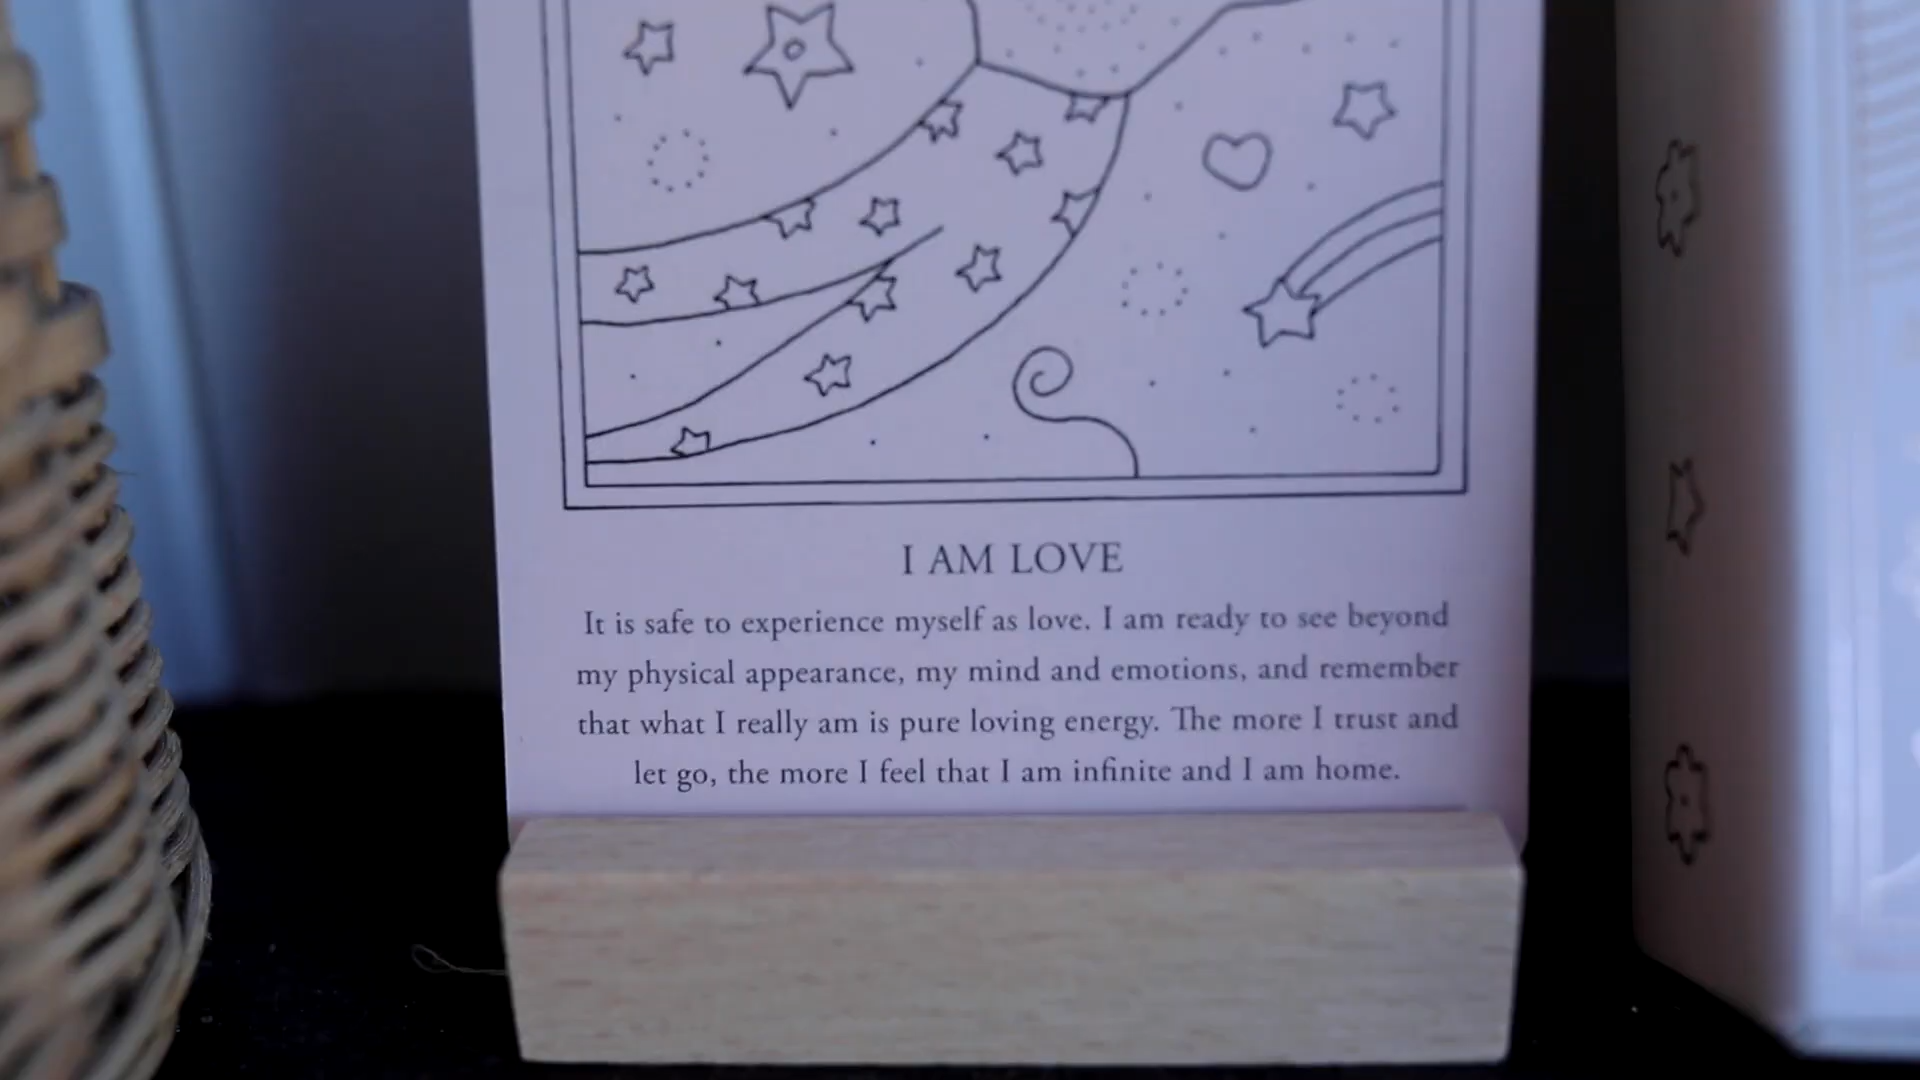 I AM LOVE
It is safe to experience myself as love. I am ready to see beyond
my physical appearance, my mind and emotions, and remember
that what I really am is pure loving energy. The more I trust and
let go, the more I feel that I am infinite and I am home.